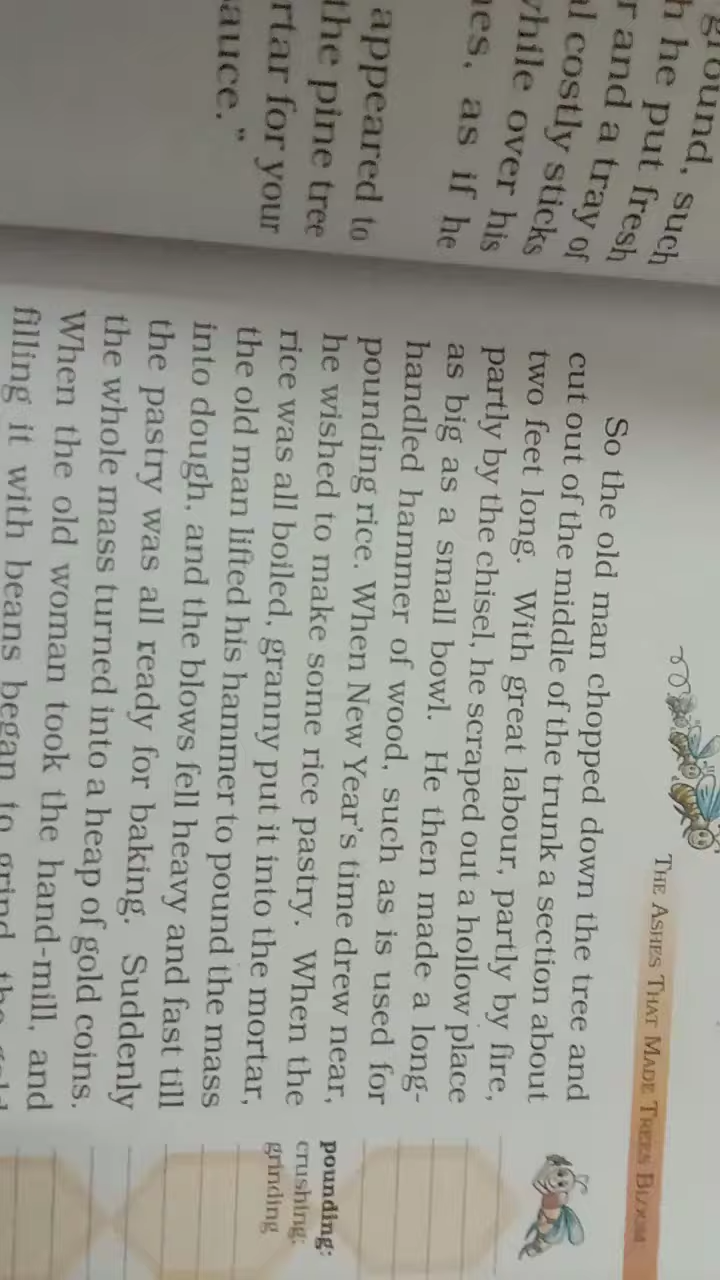 ground, such
h he put fresh
r and a tray of
al costly sticks
while over his
es, as if he
appeared to
the pine tree
rtar for your
auce."
THE ASHES THAT MADE TREES BLOOM
So the old man chopped down the tree and
cut out of the middle of the trunk a section about
two feet long. With great labour, partly by fire,
partly by the chisel, he scraped out a hollow place
as big as a small bowl. He then made a long-
handled hammer of wood, such as is used for
pounding rice. When New Year's time drew near,
he wished to make some rice pastry. When the
rice was all boiled, granny put it into the mortar,
the old man lifted his hammer to pound the mass
into dough, and the blows fell heavy and fast till
the pastry was all ready for baking. Suddenly
the whole mass turned into a heap of gold coins.
When the old woman took the hand-mill, and
filling it with beans began to grind, the gold
pounding:
crushing;
grinding